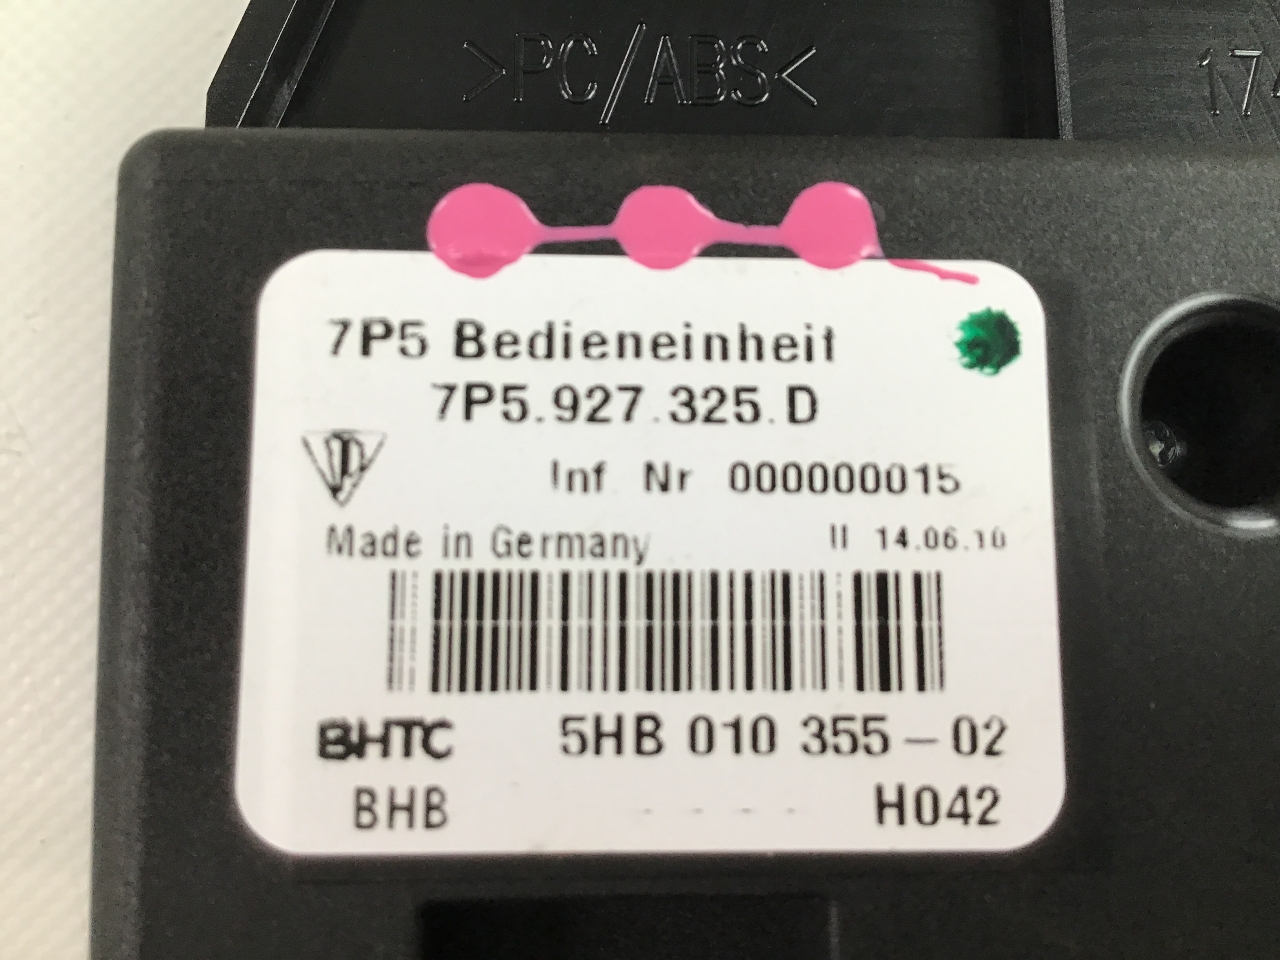 >PC/ABS<
7P5 Bedieneinheit
7P5.927.325.D
Inf Nr 000000015
Made in Germany II 14.06.10
BHTC 5HB 010 355-02
BHB H042